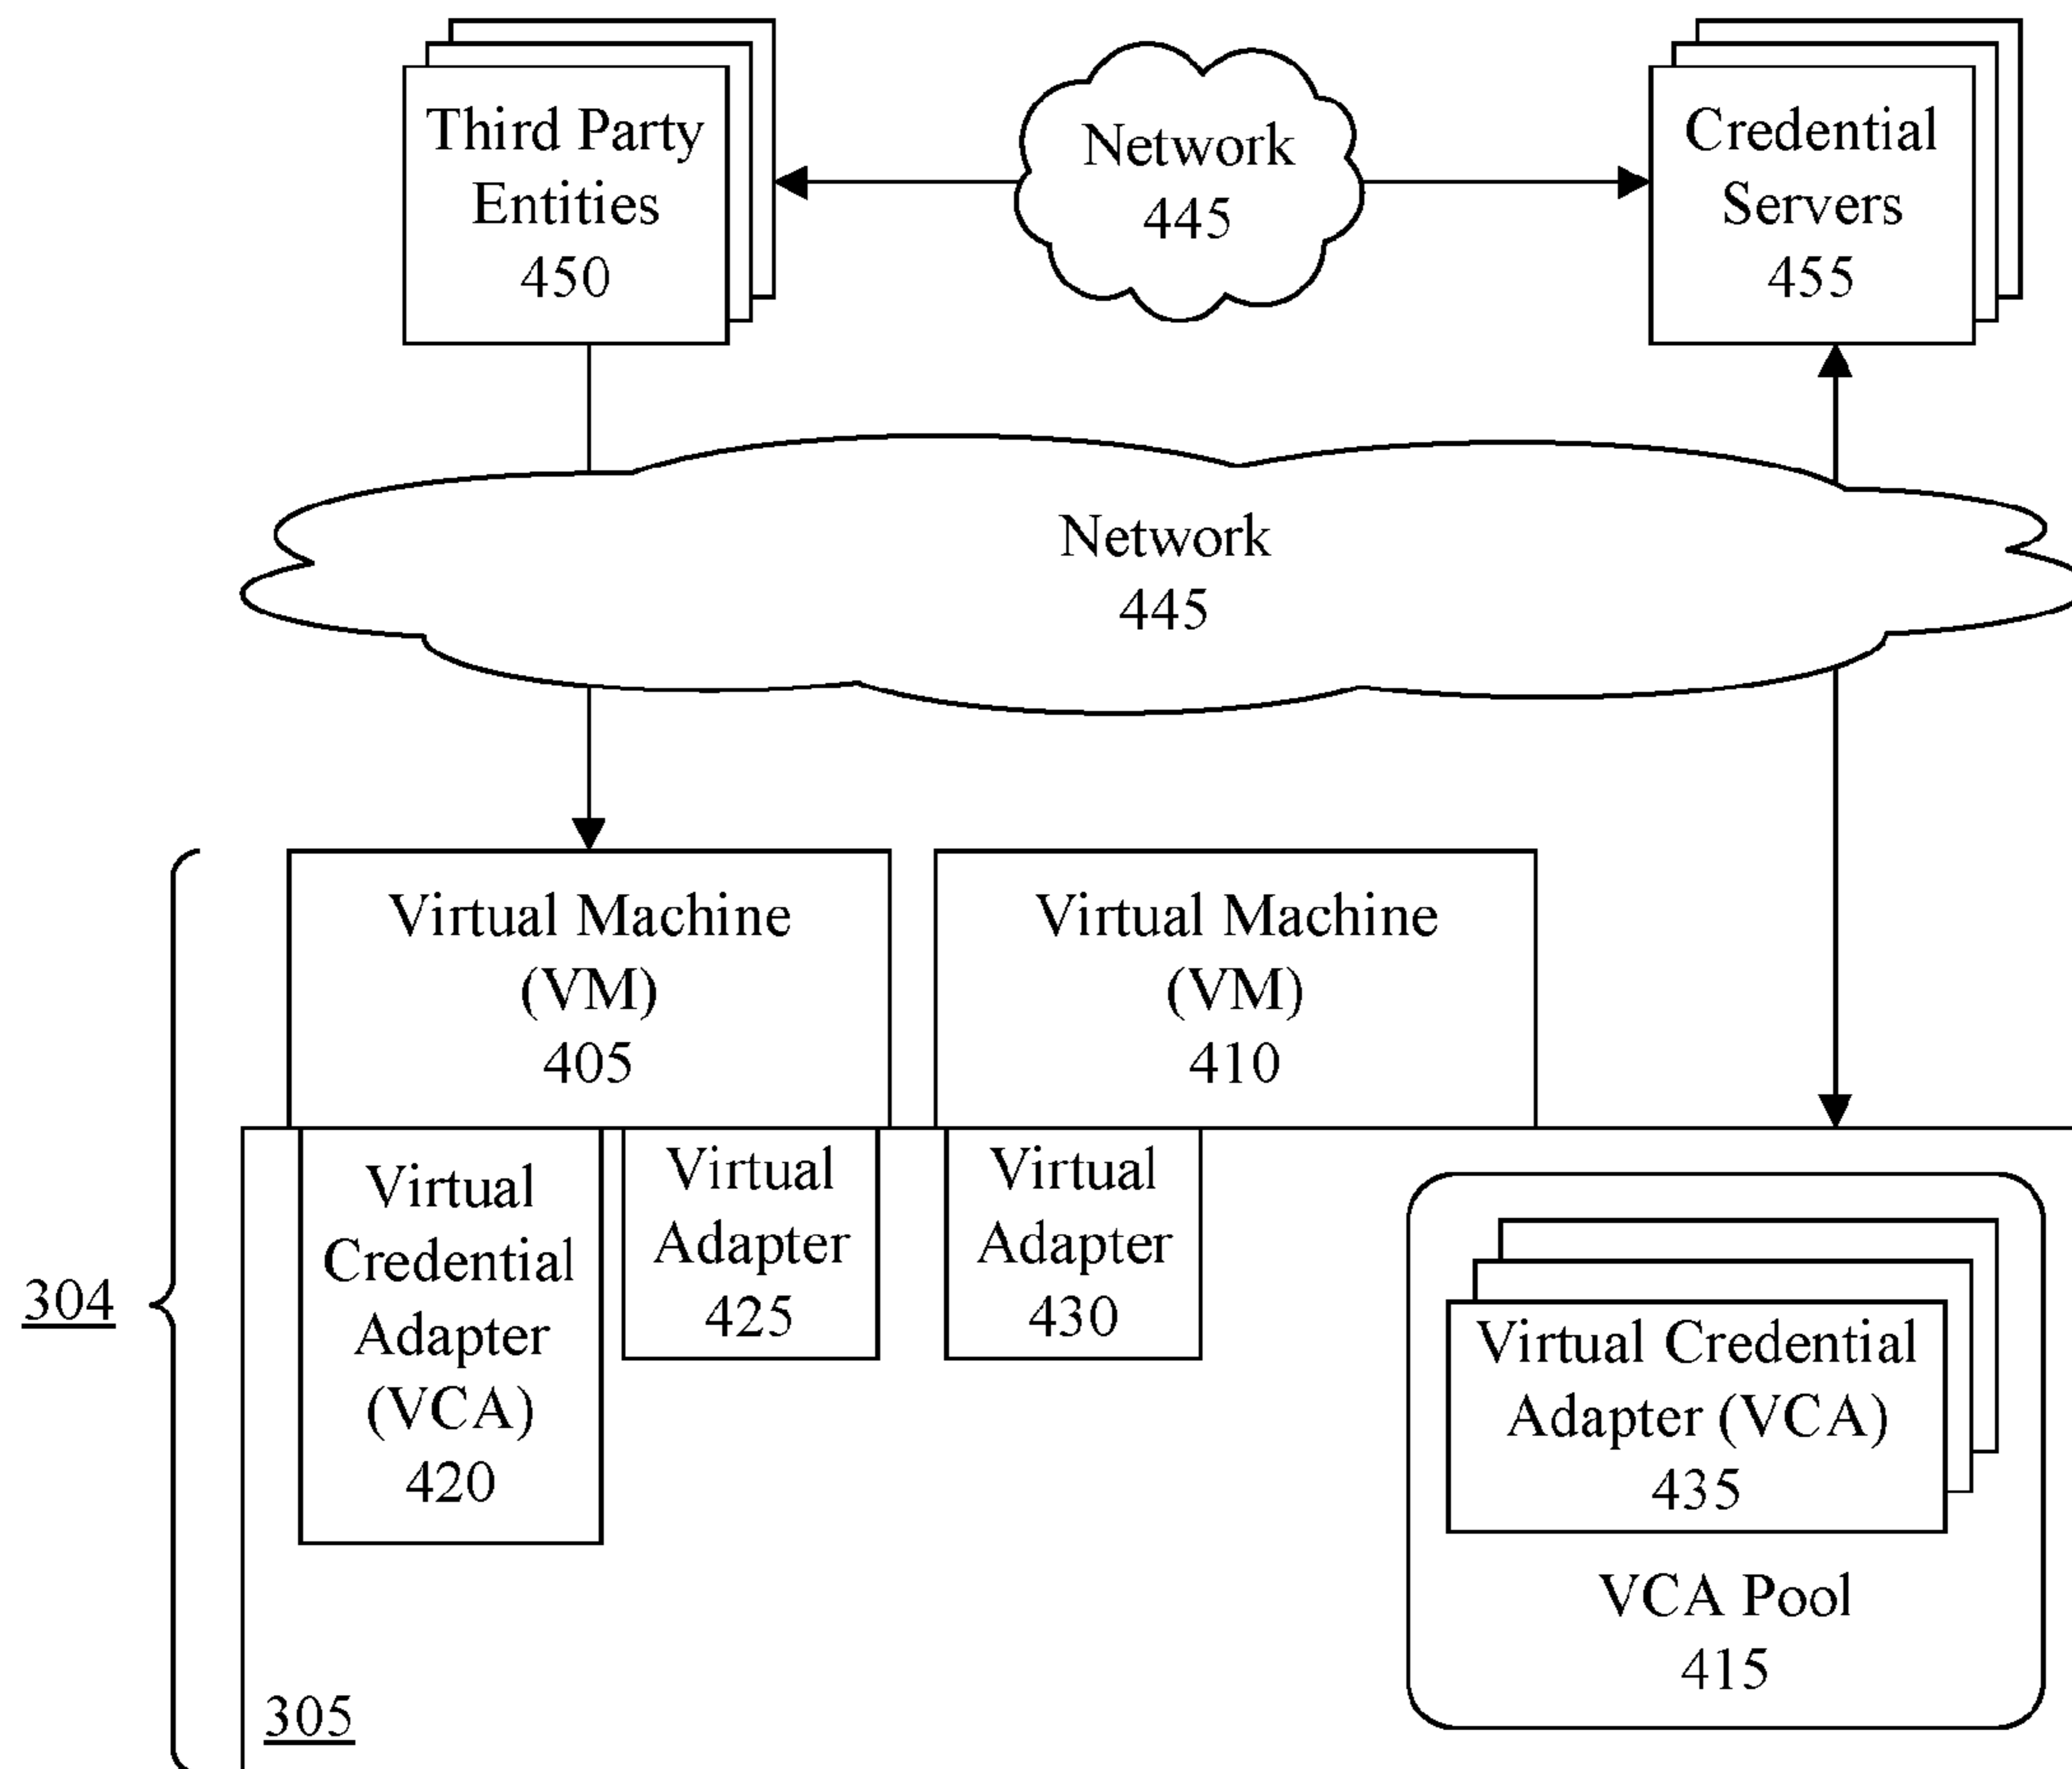 Third Party
Entities
450
Network
445
Credential
Servers
455
Network
445
Virtual Machine
(VM)
405
Virtual Machine
(VM)
410
Virtual
Credential
Adapter
(VCA)
420
Virtual
Adapter
425
Virtual
Adapter
430
Virtual Credential
Adapter (VCA)
435
VCA Pool
415
304
305